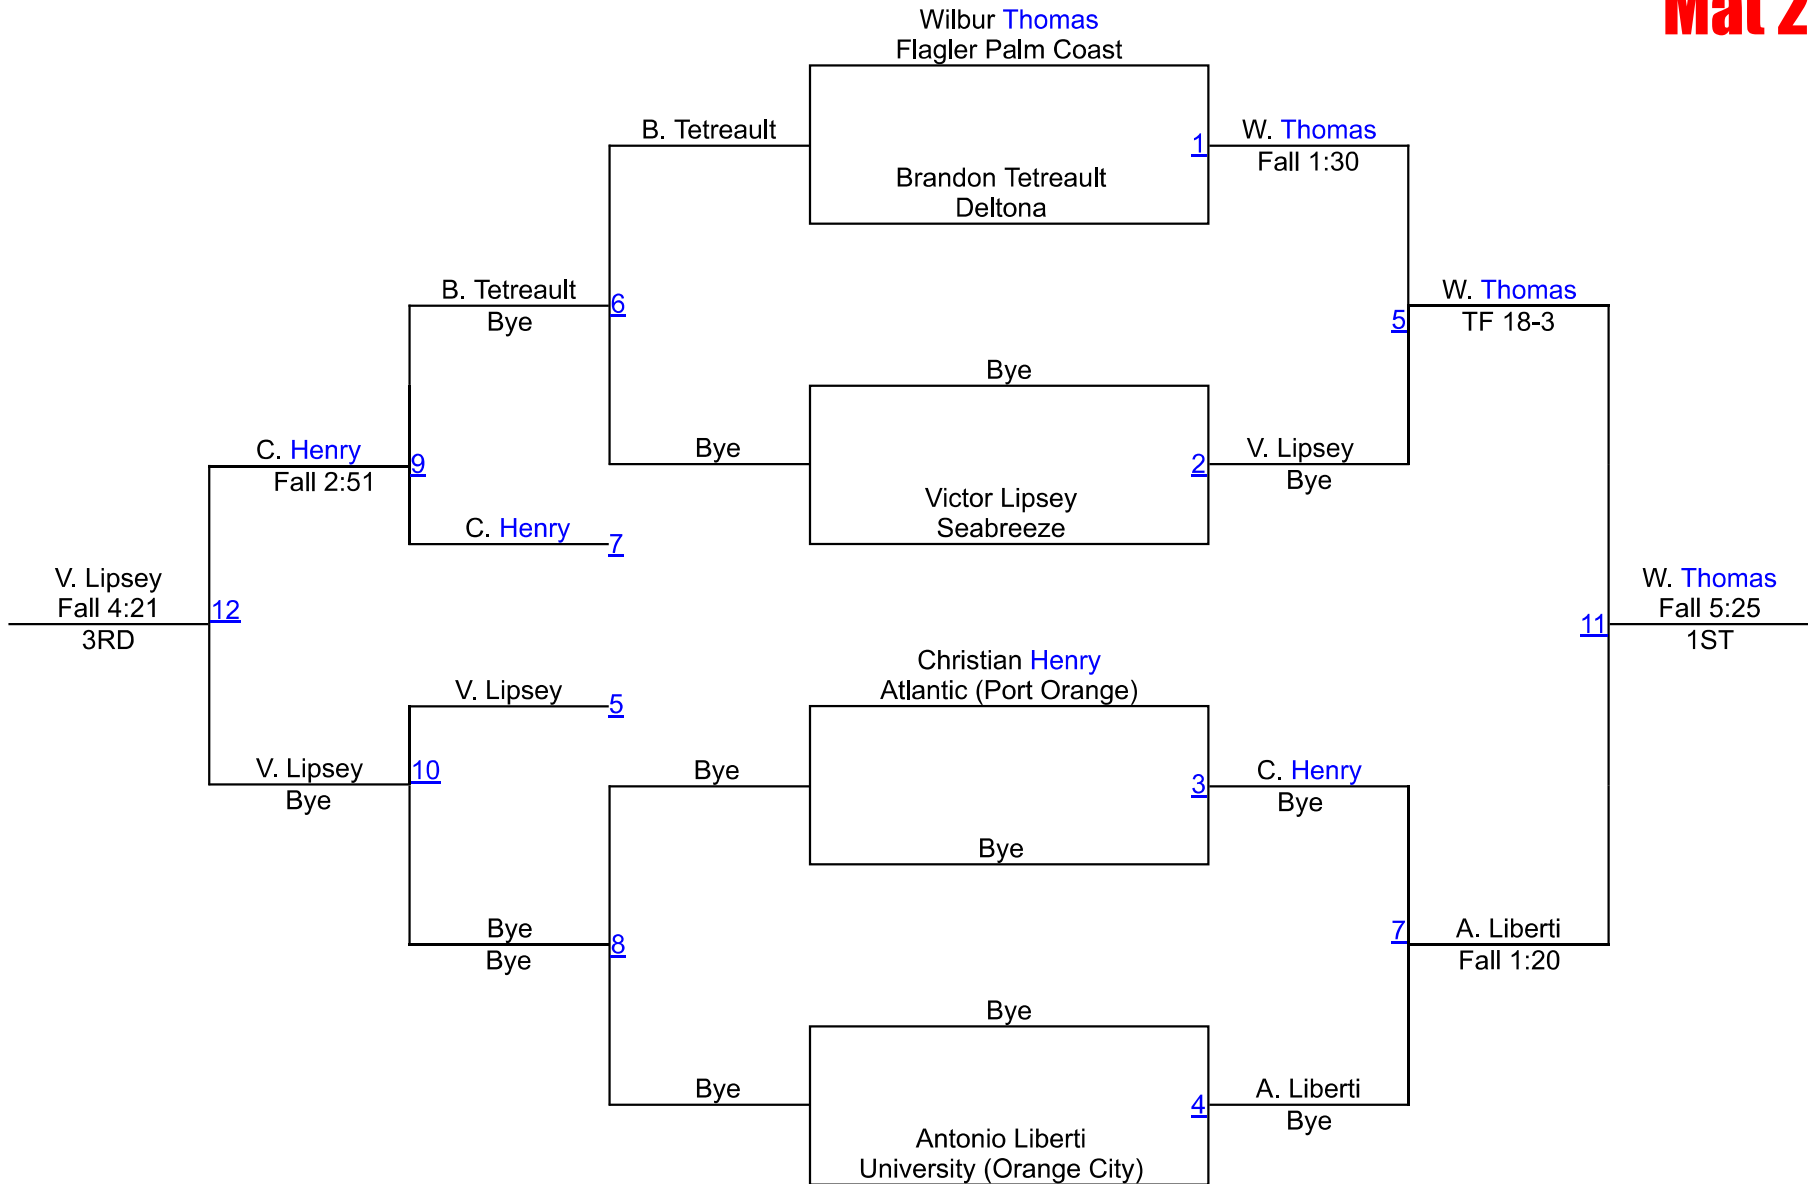 Mat 2
Wilbur Thomas
Flagler Palm Coast
B. Tetreault
1
W. Thomas
Fall 1:30
Brandon Tetreault
Deltona
B. Tetreault
Bye
6
W. Thomas
TF 18-3
5
Bye
C. Henry
Fall 2:51
9
Bye
2
V. Lipsey
Bye
Victor Lipsey
Seabreeze
C. Henry
7
V. Lipsey
Fall 4:21
3RD
12
W. Thomas
Fall 5:25
1ST
11
Christian Henry
Atlantic (Port Orange)
V. Lipsey
5
V. Lipsey
Bye
10
Bye
3
C. Henry
Bye
Bye
Bye
Bye
8
7
A. Liberti
Fall 1:20
Bye
Bye
4
A. Liberti
Bye
Antonio Liberti
University (Orange City)